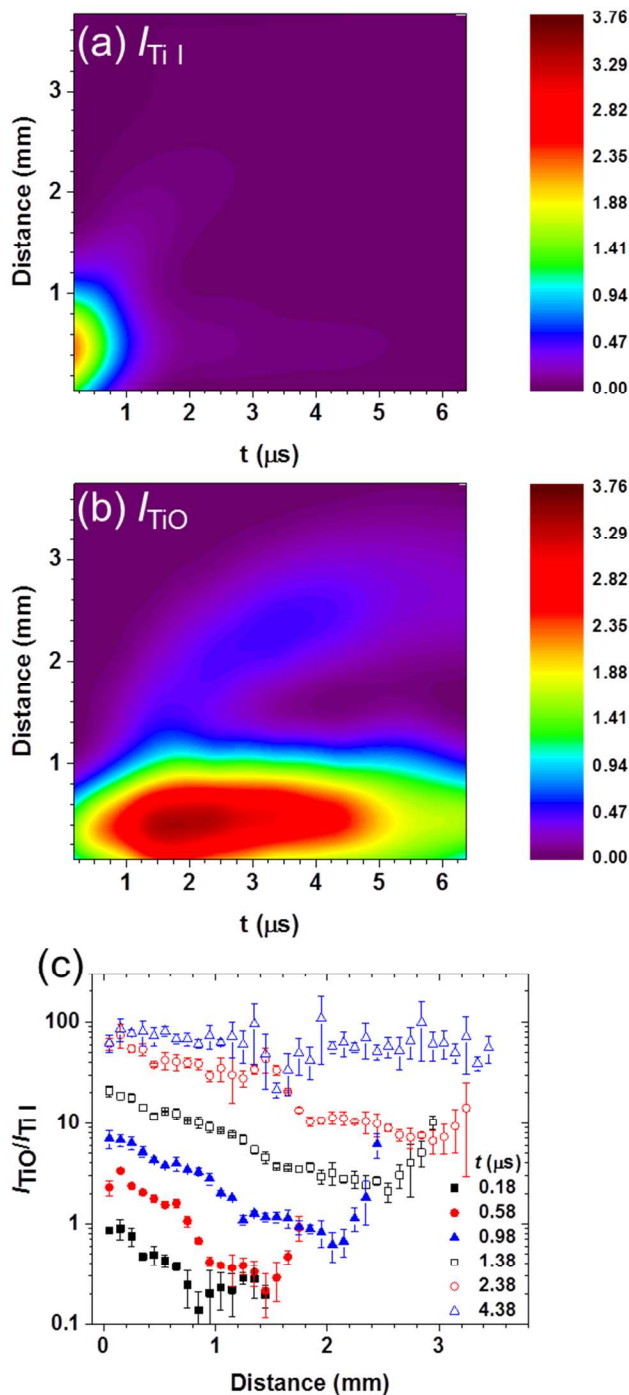 (a) I Ti I
3.76
3.29
2.82
2.35
1.88
1.41
0.94
0.47
0.00
Distance (mm)
3
2
1
1 2 3 4 5 6
t (μs)
(b) I TiO
3.76
3.29
2.82
2.35
1.88
1.41
0.94
0.47
0.00
Distance (mm)
3
2
1
1 2 3 4 5 6
t (μs)
(c)
I TiO/I Ti I
100
10
1
0.1
t (μs)
0.18
0.58
0.98
1.38
2.38
4.38
0 1 2 3
Distance (mm)